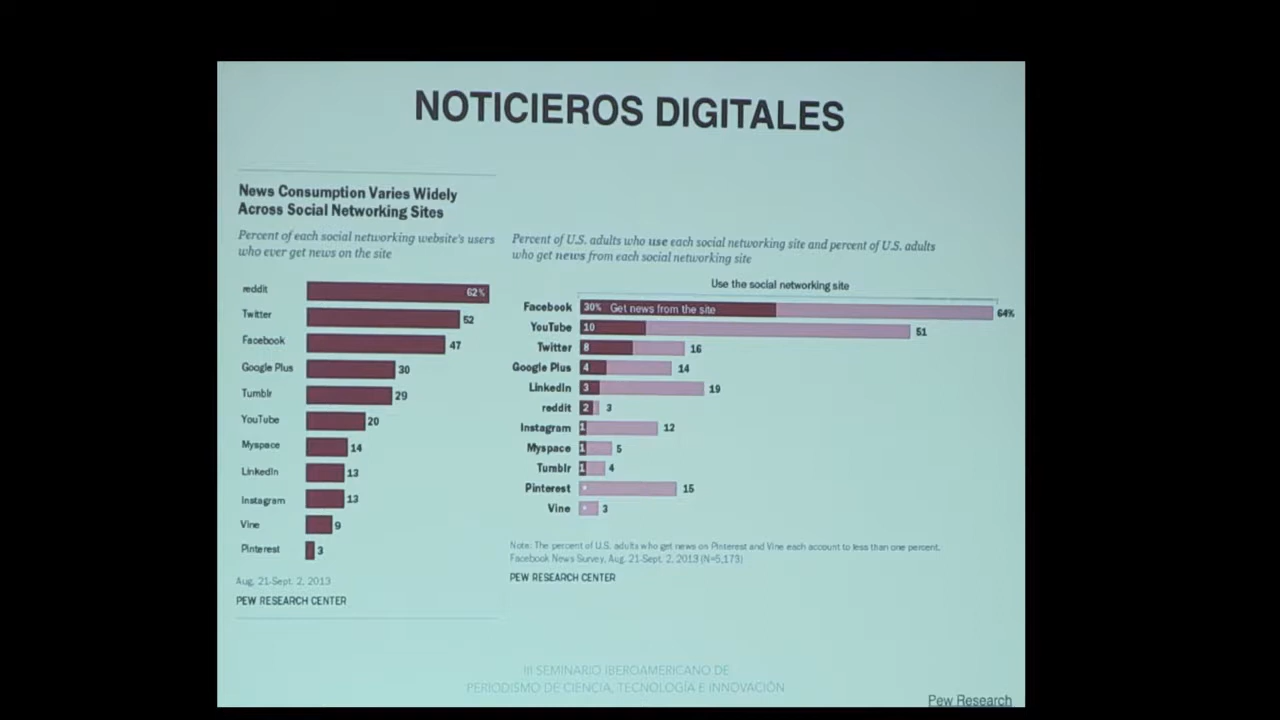 NOTICIEROS DIGITALES
News Consumption Varies Widely
Across Social Networking Sites
Percent of each social networking website's users
who ever get news on the site
reddit 62%
Twitter 52
Facebook 47
Google Plus 30
Tumblr 29
YouTube 20
Myspace 14
LinkedIn 13
Instagram 13
Vine 9
Pinterest 3
Aug. 21-Sept. 2, 2013
PEW RESEARCH CENTER
Percent of U.S. adults who use each social networking site and percent of U.S. adults
who get news from each social networking site
Use the social networking site
Facebook 30% Get news from the site 64%
YouTube 10 51
Twitter 8 16
Google Plus 4 14
LinkedIn 3 19
reddit 2 3
Instagram 1 12
Myspace 1 5
Tumblr 1 4
Pinterest * 15
Vine * 3
Note: The percent of U.S. adults who get news on Pinterest and Vine each account to less than one percent.
Facebook News Survey, Aug. 21-Sept. 2, 2013 (N=5,173)
PEW RESEARCH CENTER
III SEMINARIO IBEROAMERICANO DE
PERIODISMO DE CIENCIA, TECNOLOGÍA E INNOVACIÓN
Pew Research